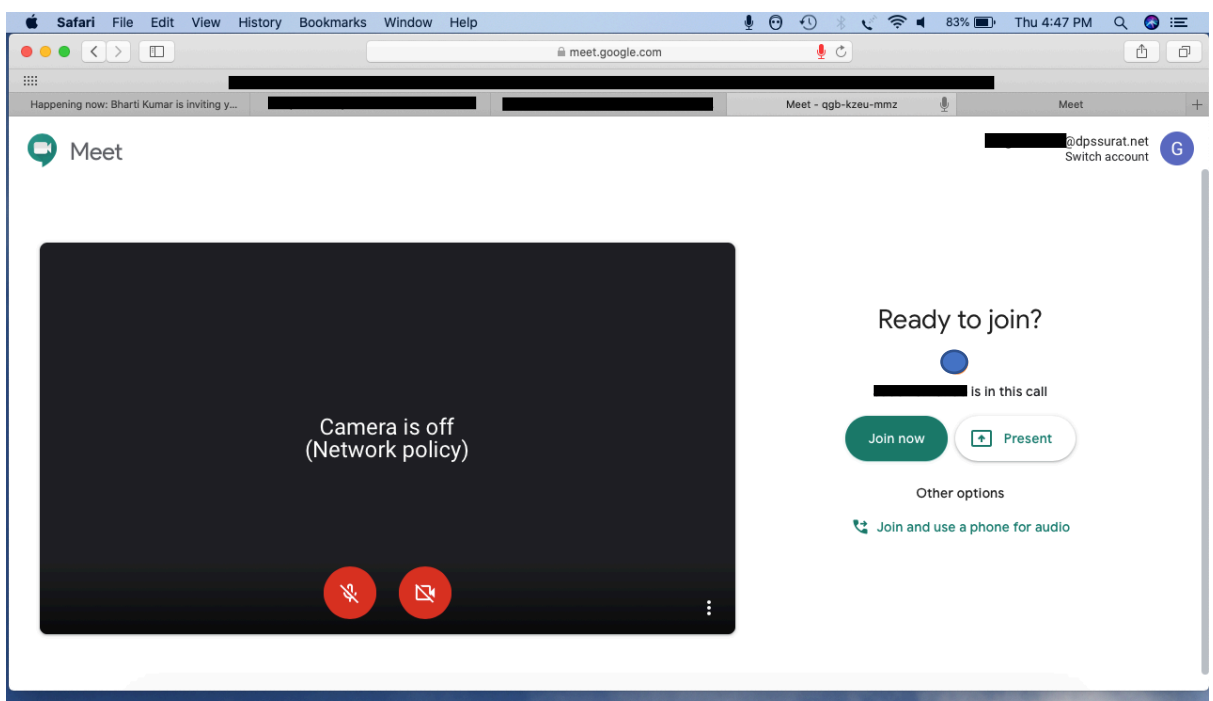 Safari File Edit View History Bookmarks Window Help 83% Thu 4:47 PM
meet.google.com
Happening now: Bharti Kumar is inviting y... Meet - qgb-kzeu-mmz Meet
Meet
@dpssurat.net
Switch account
G
Ready to join?
is in this call
Camera is off
(Network policy)
Join now Present
Other options
Join and use a phone for audio